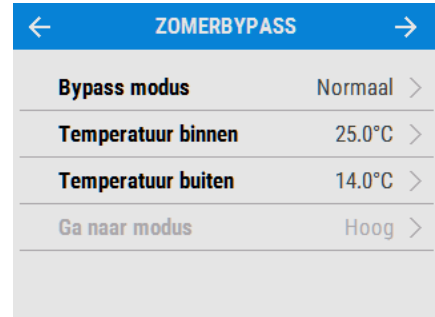 ZOMERBYPASS
Bypass modus Normaal
Temperatuur binnen 25.0°C
Temperatuur buiten 14.0°C
Ga naar modus Hoog